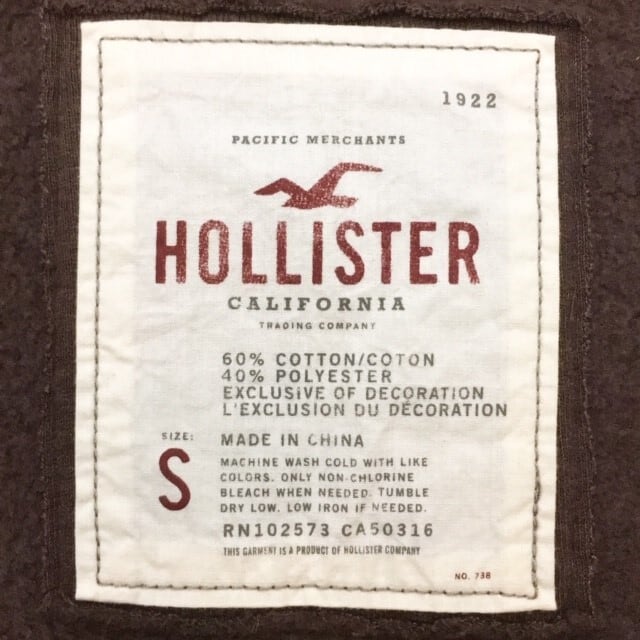 1922
PACIFIC MERCHANTS
HOLLISTER
CALIFORNIA
TRADING COMPANY
60% COTTON/COTON
40% POLYESTER
EXCLUSIVE OF DECORATION
L'EXCLUSION DU DÉCORATION
SIZE:
S
MADE IN CHINA
MACHINE WASH COLD WITH LIKE
COLORS. ONLY NON-CHLORINE
BLEACH WHEN NEEDED. TUMBLE
DRY LOW. LOW IRON IF NEEDED.
RN102573 CA50316
THIS GARMENT IS A PRODUCT OF HOLLISTER COMPANY
NO. 738